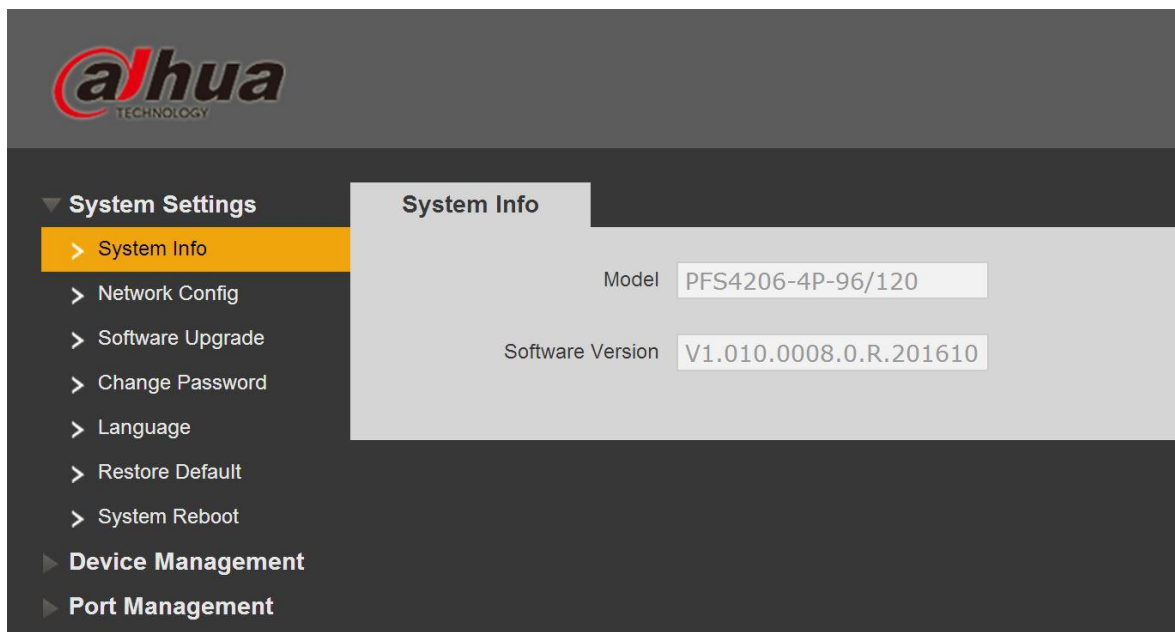 alhua
TECHNOLOGY
System Settings
System Info
System Info
Model PFS4206-4P-96/120
Network Config
Software Upgrade
Software Version V1.010.0008.0.R.201610
Change Password
Language
Restore Default
System Reboot
Device Management
Port Management